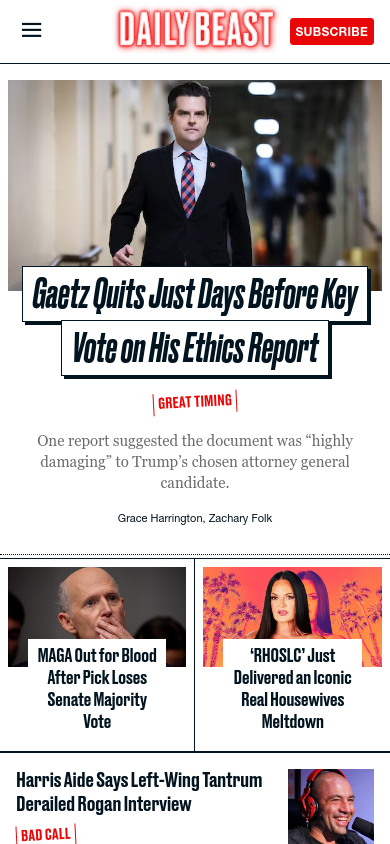 DAILY BEAST
SUBSCRIBE
Gaetz Quits Just Days Before Key
Vote on His Ethics Report
GREAT TIMING
One report suggested the document was “highly
damaging” to Trump’s chosen attorney general
candidate.
Grace Harrington, Zachary Folk
MAGA Out for Blood
After Pick Loses
Senate Majority
Vote
‘RHOSLC’ Just
Delivered an Iconic
Real Housewives
Meltdown
Harris Aide Says Left-Wing Tantrum
Derailed Rogan Interview
BAD CALL